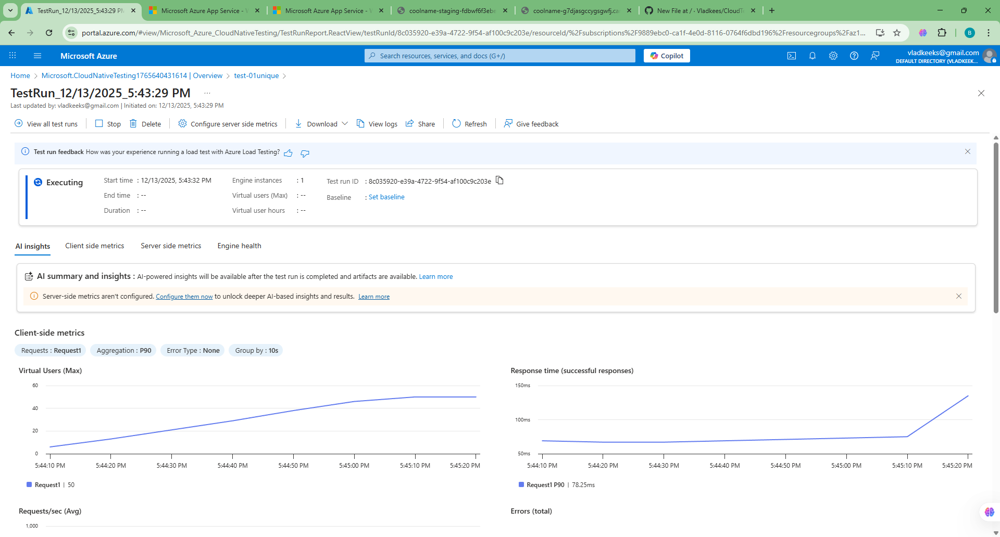 TestRun_12/13/2025_5:43:29 PM
Microsoft Azure App Service -
Microsoft Azure App Service -
coolname-staging-fdbwf6f3ebe
coolname-g7djasgccygsgwfj.ca
New File at / · Vladkees/CloudTe
portal.azure.com/#view/Microsoft_Azure_CloudNativeTesting/TestRunReport.ReactView/testRunId/8c035920-e39a-4722-9f54-af100c9c203e/resourceId/%2Fsubscriptions%2F9889ebc0-ca1f-4e0d-8116-0764f6dbd196%2Fresourcegroups%2Faz1...
B
Microsoft Azure
Search resources, services, and docs (G+/)
Copilot
vladkeeks@gmail.com
DEFAULT DIRECTORY (VLADKEEK...
Home > Microsoft.CloudNativeTesting1765640431614 | Overview > test-01unique >
TestRun_12/13/2025_5:43:29 PM ...
Last updated by: vladkeeks@gmail.com | Initiated on: 12/13/2025, 5:43:29 PM
View all test runs Stop Delete Configure server side metrics Download View logs Share Refresh Give feedback
Test run feedback How was your experience running a load test with Azure Load Testing?
Executing
Start time : 12/13/2025, 5:43:32 PM
End time : --
Duration : --
Engine instances : 1
Virtual users (Max) : --
Virtual user hours : --
Test run ID : 8c035920-e39a-4722-9f54-af100c9c203e
Baseline : Set baseline
AI insights Client side metrics Server side metrics Engine health
AI summary and insights : AI-powered insights will be available after the test run is completed and artifacts are available. Learn more
Server-side metrics aren't configured. Configure them now to unlock deeper AI-based insights and results. Learn more
Client-side metrics
Requests : Request1 Aggregation : P90 Error Type : None Group by : 10s
Virtual Users (Max)
60
40
20
0
5:44:10 PM 5:44:20 PM 5:44:30 PM 5:44:40 PM 5:44:50 PM 5:45:00 PM 5:45:10 PM 5:45:20 PM
Request1 | 50
Response time (successful responses)
150ms
100ms
50ms
5:44:10 PM 5:44:20 PM 5:44:30 PM 5:44:40 PM 5:44:50 PM 5:45:00 PM 5:45:10 PM 5:45:20 PM
Request1 P90 | 78.25ms
Requests/sec (Avg)
1,000
Errors (total)